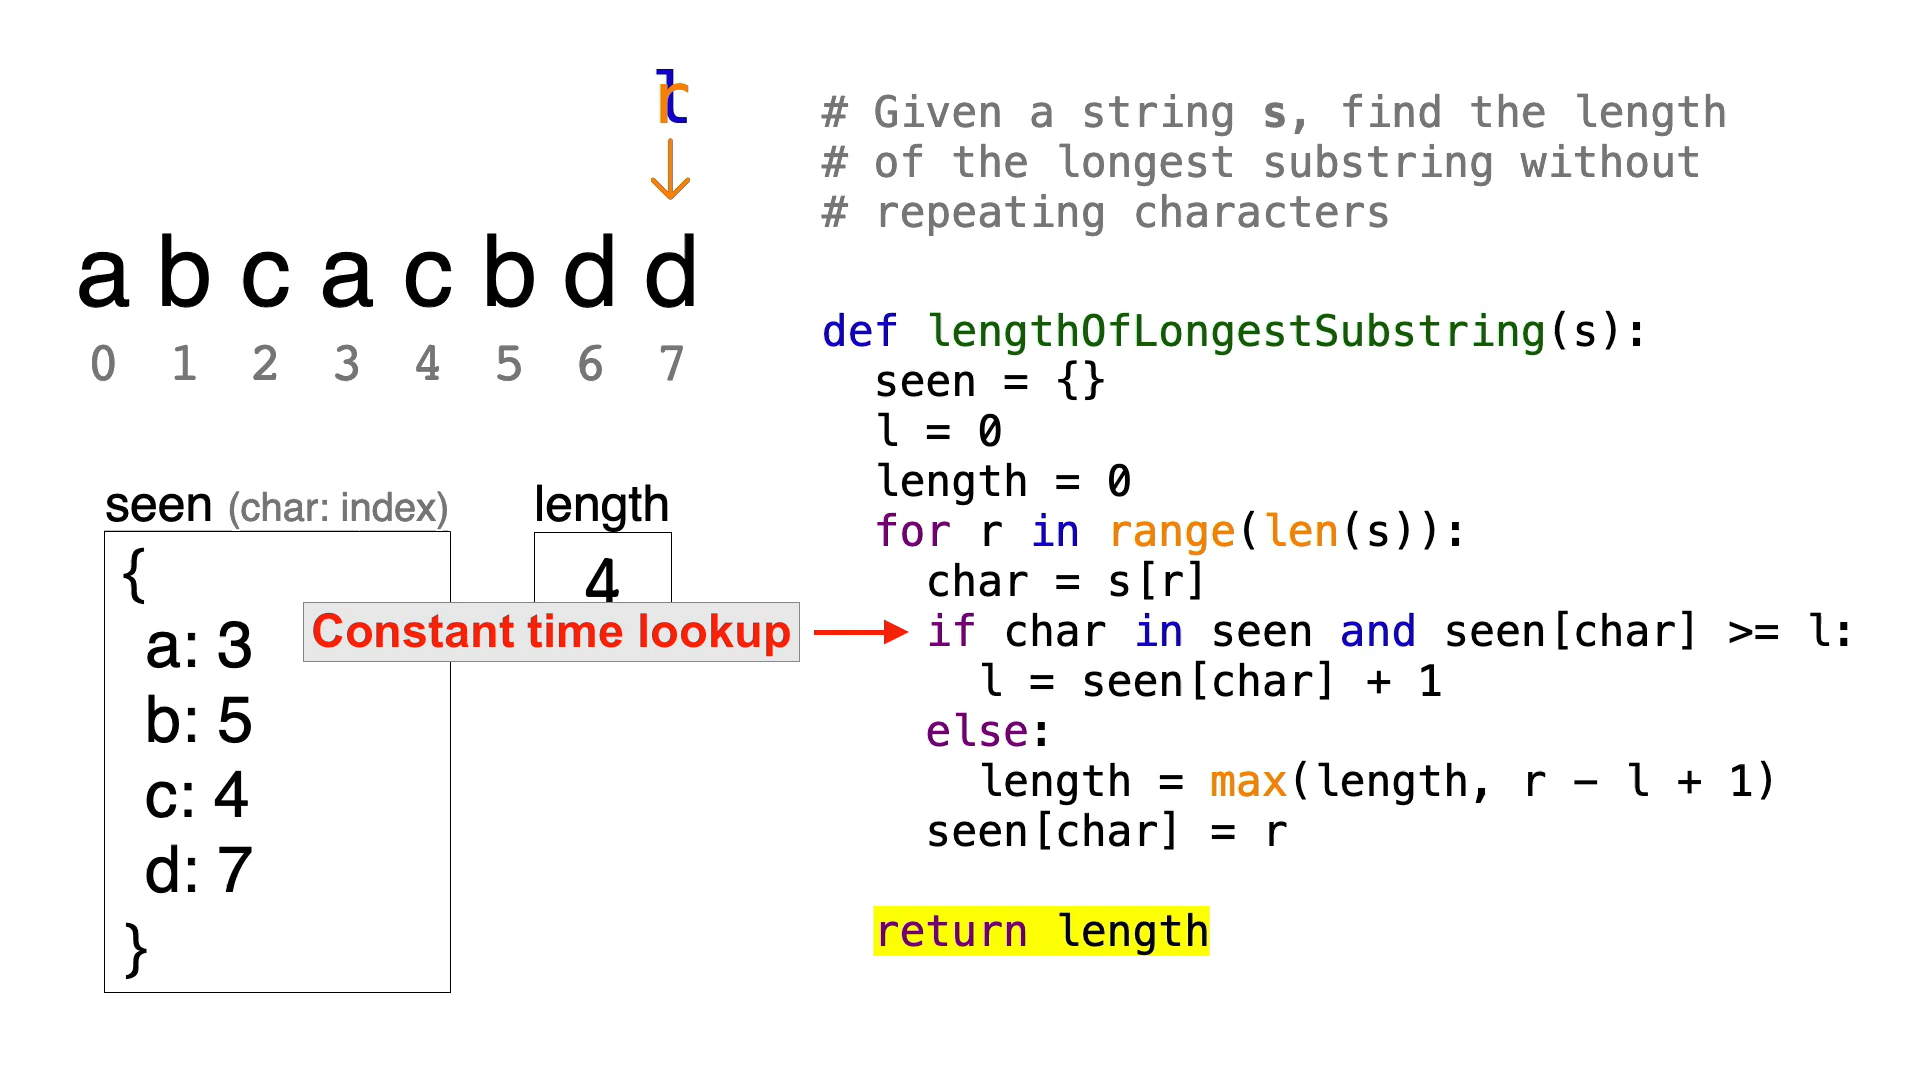 l
r
a b c a c b d d
0 1 2 3 4 5 6 7
seen (char: index)
{
a: 3
b: 5
c: 4
d: 7
}
length
4
Constant time lookup
# Given a string s, find the length
# of the longest substring without
# repeating characters
def lengthOfLongestSubstring(s):
  seen = {}
  l = 0
  length = 0
  for r in range(len(s)):
    char = s[r]
    if char in seen and seen[char] >= l:
      l = seen[char] + 1
    else:
      length = max(length, r - l + 1)
    seen[char] = r
  return length